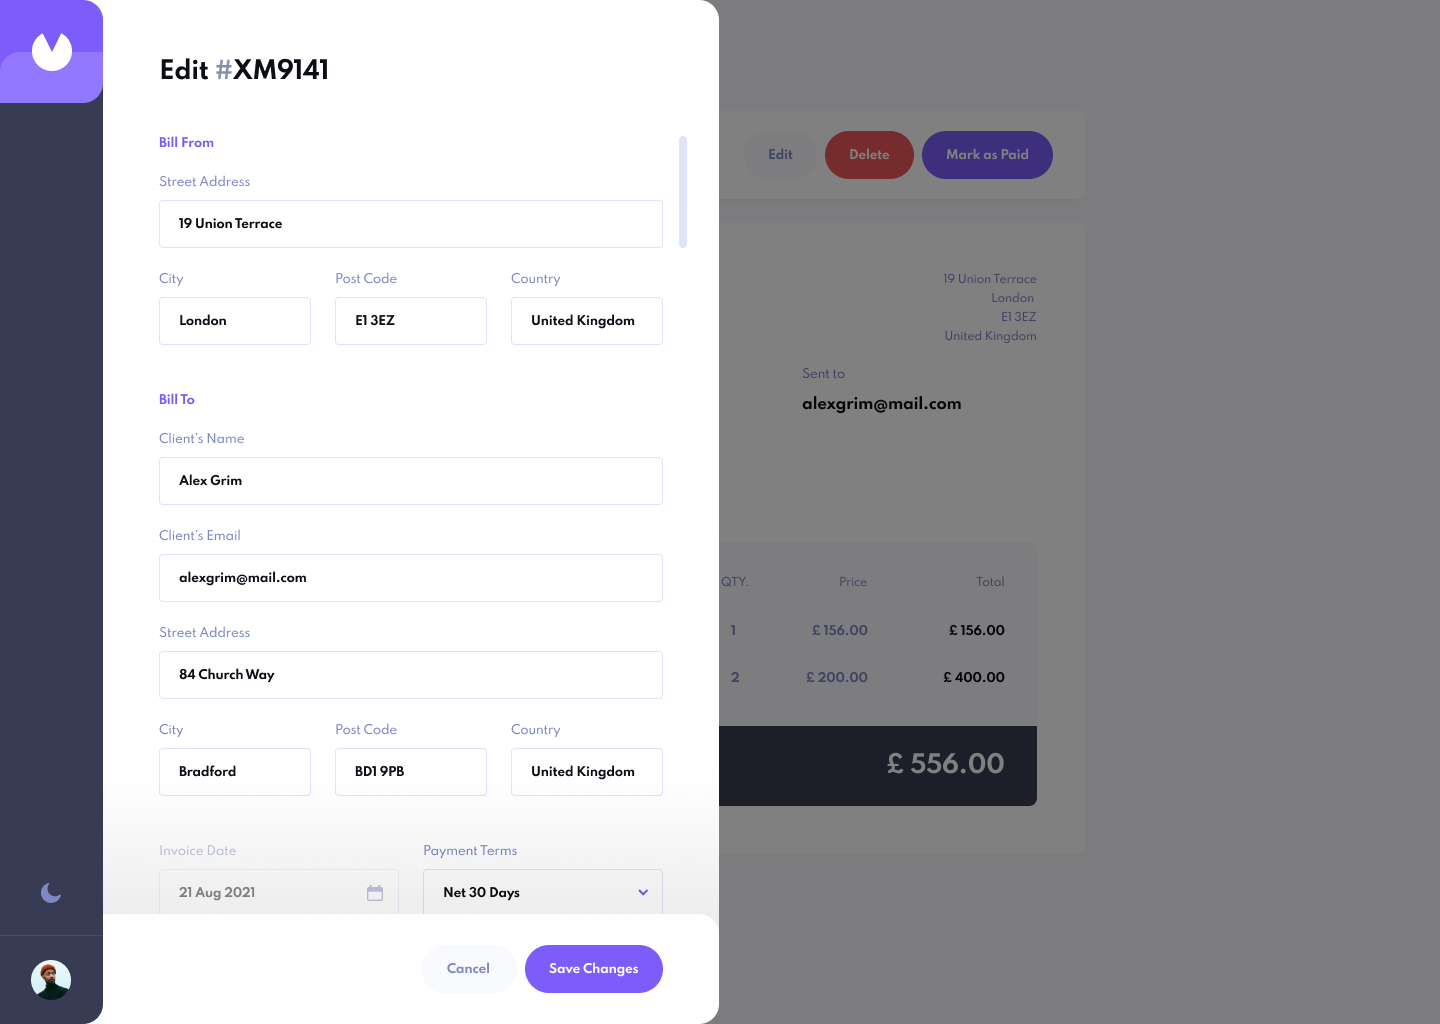 Edit #XM9141
Bill From
Street Address
19 Union Terrace
City Post Code Country
London E1 3EZ United Kingdom
Bill To
Client's Name
Alex Grim
Client's Email
alexgrim@mail.com
Street Address
84 Church Way
City Post Code Country
Bradford BD1 9PB United Kingdom
Invoice Date Payment Terms
21 Aug 2021 Net 30 Days
Cancel Save Changes
Edit Delete Mark as Paid
19 Union Terrace
London
E1 3EZ
United Kingdom
Sent to
alexgrim@mail.com
QTY. Price Total
1 £ 156.00 £ 156.00
2 £ 200.00 £ 400.00
£ 556.00